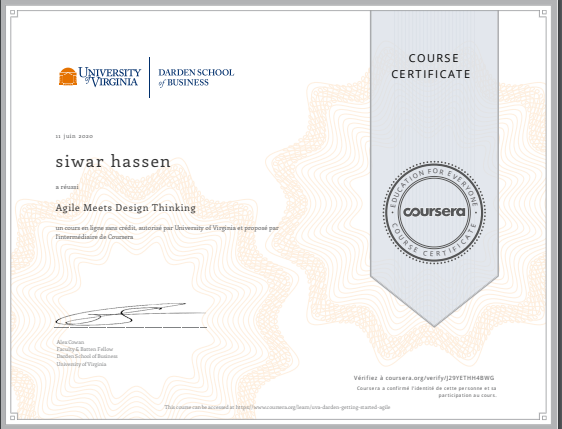 UNIVERSITY of VIRGINIA
DARDEN SCHOOL
of BUSINESS
COURSE
CERTIFICATE
11 juin 2020
siwar hassen
a réussi
Agile Meets Design Thinking
un cours en ligne sans crédit, autorisé par University of Virginia et proposé par
l'intermédiaire de Coursera
EDUCATION FOR EVERYONE
coursera
COURSE CERTIFICATE
Alex Cowan
Faculty & Batten Fellow
Darden School of Business
University of Virginia
Vérifiez à coursera.org/verify/J29YETHH4BWG
Coursera a confirmé l'identité de cette personne et sa
participation au cours.
This course can be accessed at https://www.coursera.org/learn/uva-darden-getting-started-agile